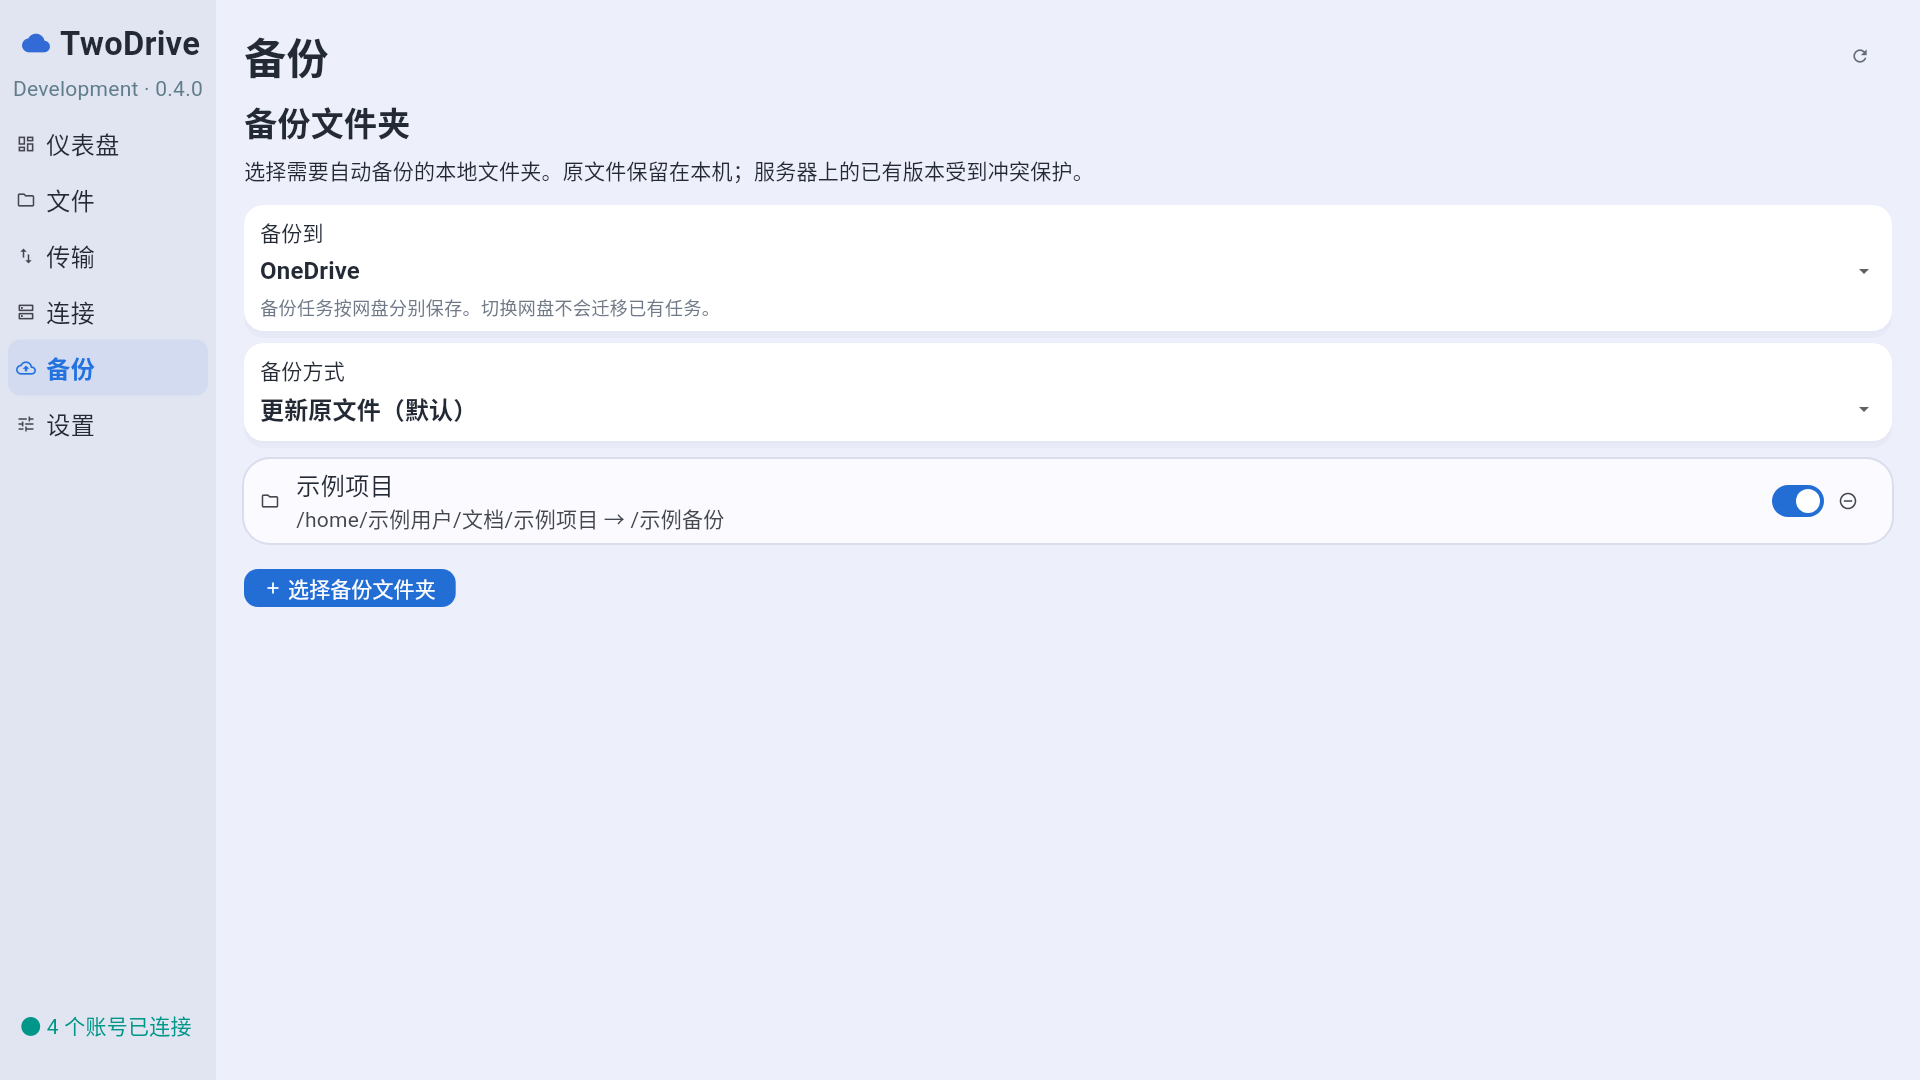 TwoDrive
Development · 0.4.0
仪表盘
文件
传输
连接
备份
设置
4 个账号已连接
备份
备份文件夹
选择需要自动备份的本地文件夹。原文件保留在本机；服务器上的已有版本受到冲突保护。
备份到
OneDrive
备份任务按网盘分别保存。切换网盘不会迁移已有任务。
备份方式
更新原文件（默认）
示例项目
/home/示例用户/文档/示例项目 → /示例备份
+ 选择备份文件夹